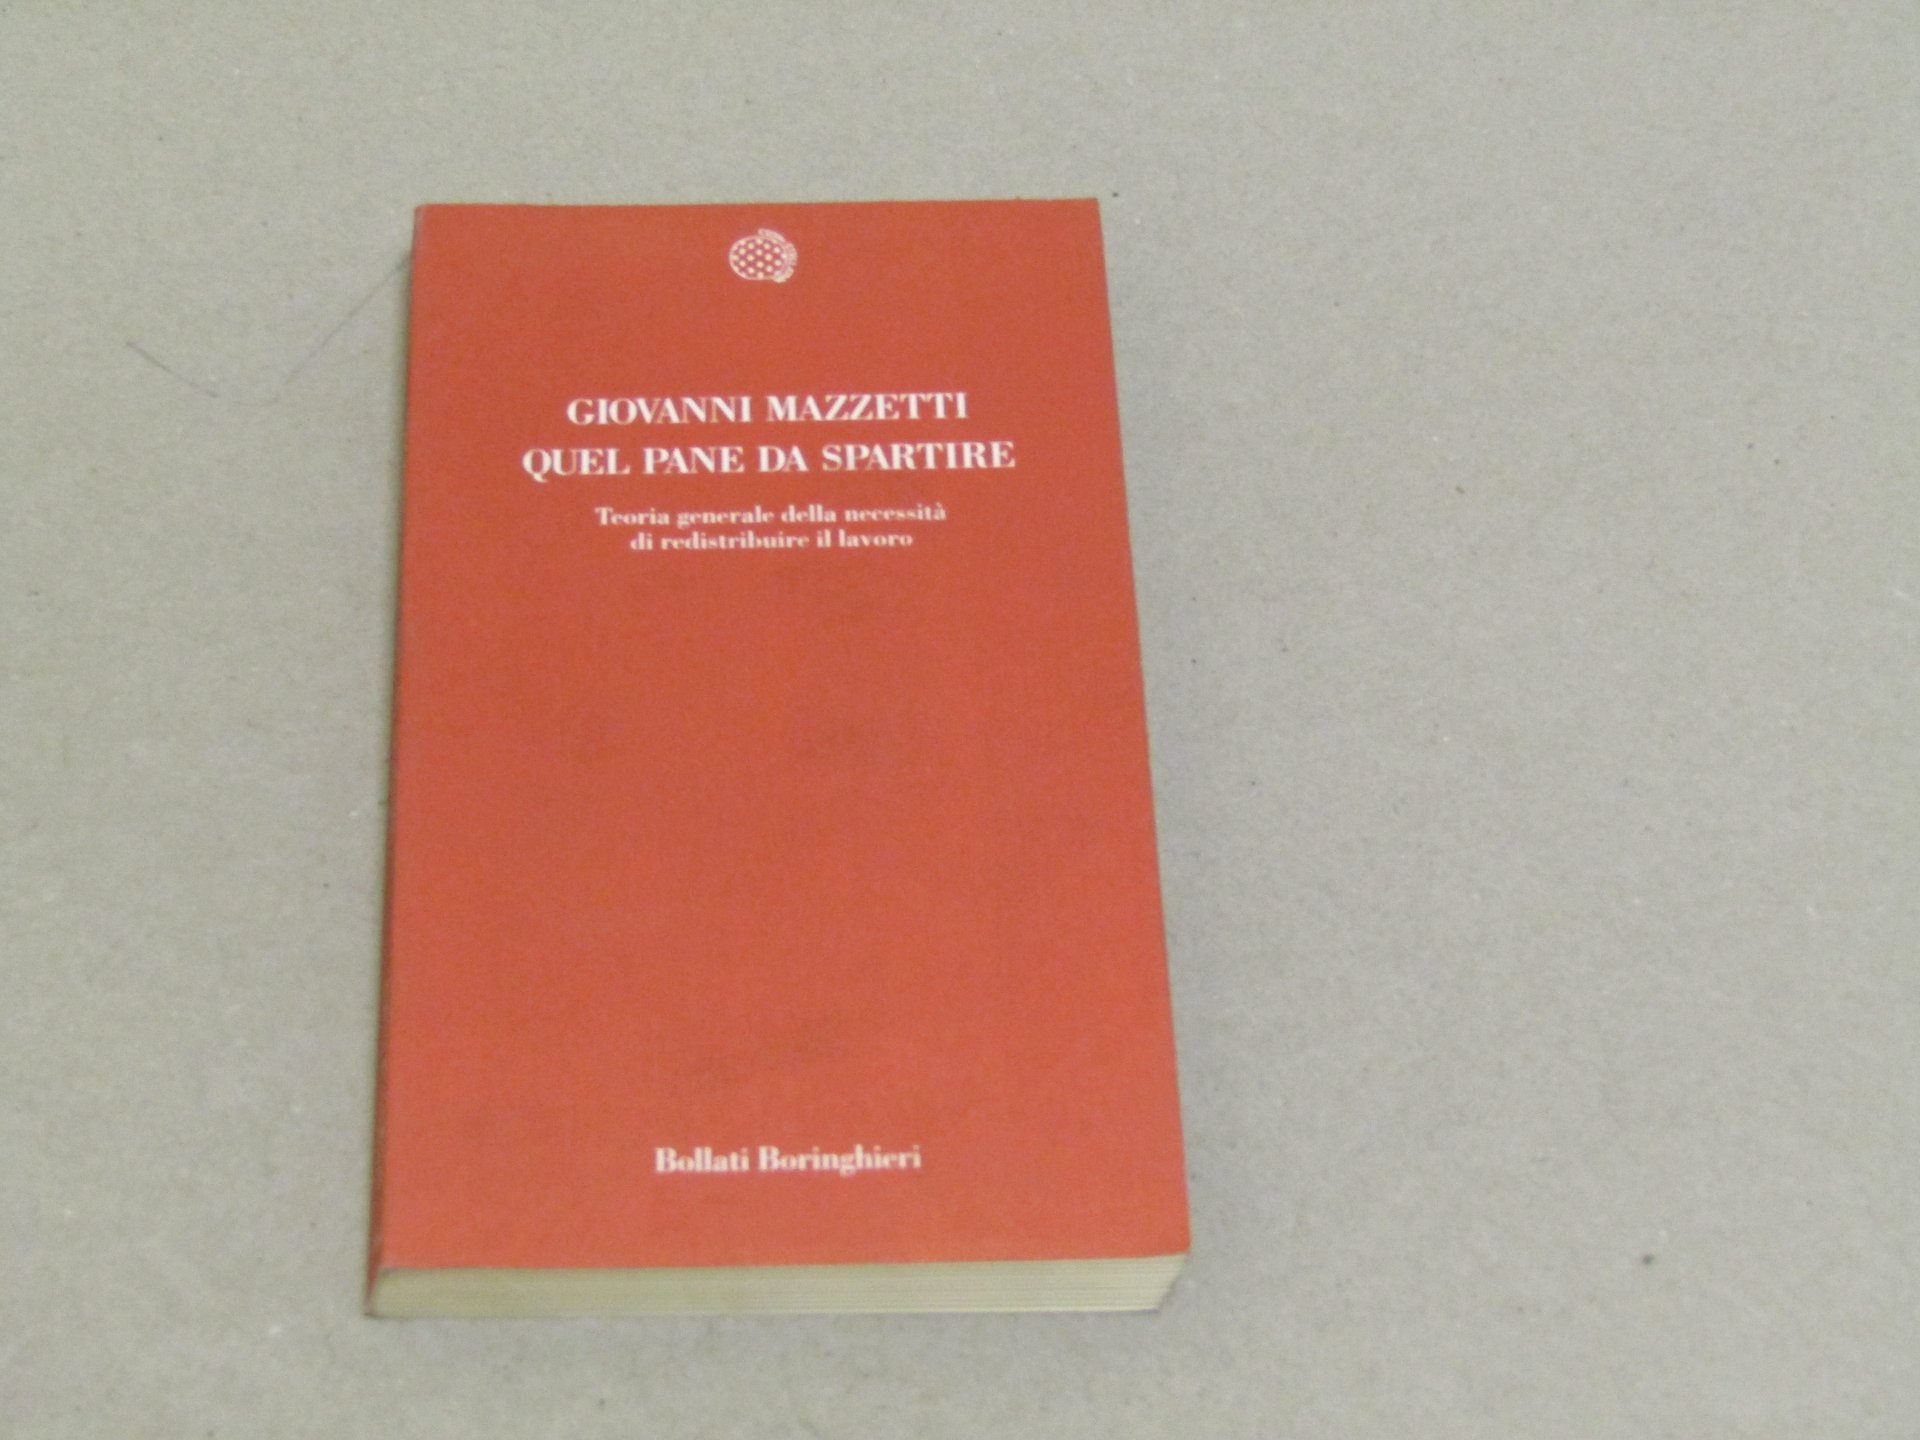 GIOVANNI MAZZETTI
QUEL PANE DA SPARTIRE
Teoria generale della necessità
di redistribuire il lavoro
Bollati Boringhieri